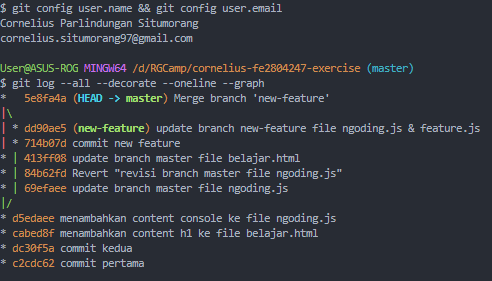 $ git config user.name && git config user.email
Cornelius Parlindungan Situmorang
cornelius.situmorang97@gmail.com

User@ASUS-ROG MINGW64 /d/RGCamp/cornelius-fe2804247-exercise (master)
$ git log --all --decorate --oneline --graph
*   5e8fa4a (HEAD -> master) Merge branch 'new-feature'
|\
| * dd90ae5 (new-feature) update branch new-feature file ngoding.js & feature.js
| * 714b07d commit new feature
* | 413ff08 update branch master file belajar.html
* | 84b62fd Revert "revisi branch master file ngoding.js"
* | 69efaee update branch master file ngoding.js
|/
* d5edaee menambahkan content console ke file ngoding.js
* cabed8f menambahkan content h1 ke file belajar.html
* dc30f5a commit kedua
* c2cdc62 commit pertama